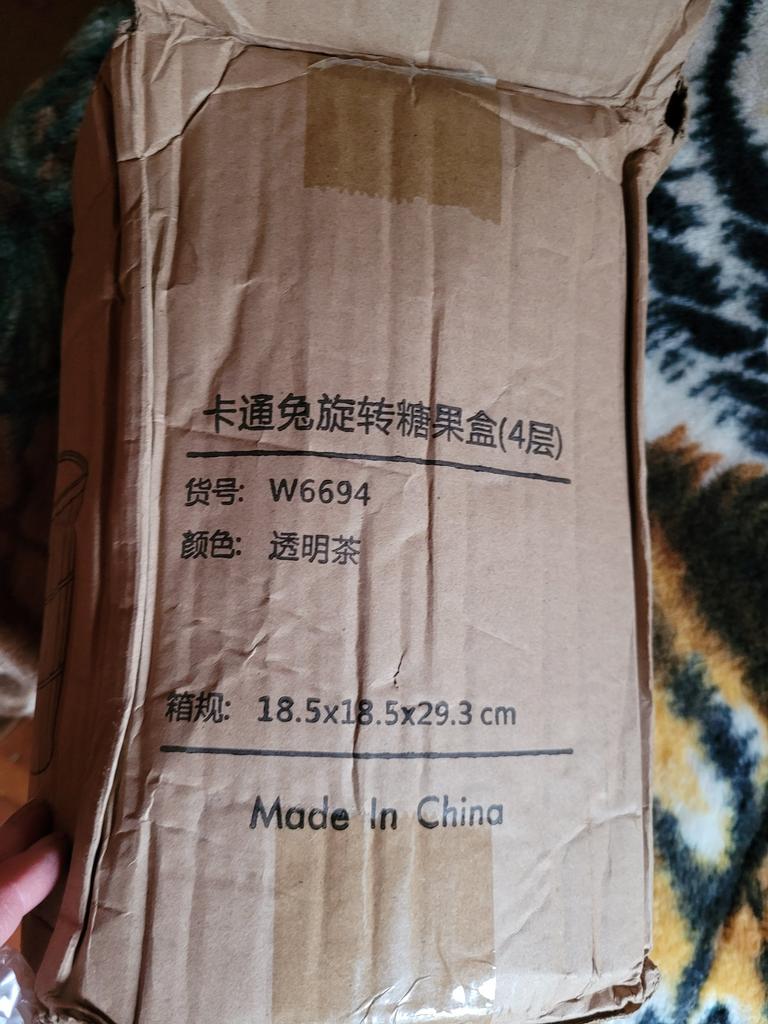 卡通兔旋转糖果盒(4层)
货号: W6694
颜色: 透明茶
箱规: 18.5x18.5x29.3 cm
Made In China